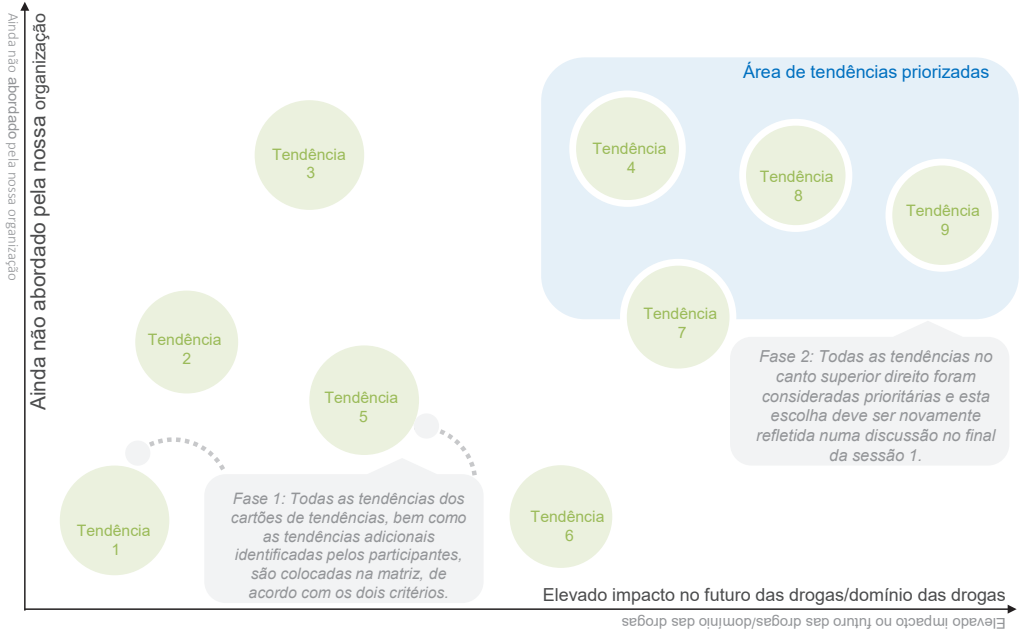 Ainda não abordado pela nossa organização
Ainda não abordado pela nossa organização
Área de tendências priorizadas
Tendência
3
Tendência
4
Tendência
8
Tendência
9
Tendência
7
Tendência
2
Tendência
5
Fase 2: Todas as tendências no
canto superior direito foram
consideradas prioritárias e esta
escolha deve ser novamente
refletida numa discussão no final
da sessão 1.
Tendência
1
Fase 1: Todas as tendências dos
cartões de tendências, bem como
as tendências adicionais
identificadas pelos participantes,
são colocadas na matriz, de
acordo com os dois critérios.
Tendência
6
Elevado impacto no futuro das drogas/domínio das drogas
Elevado impacto no futuro das drogas/domínio das drogas